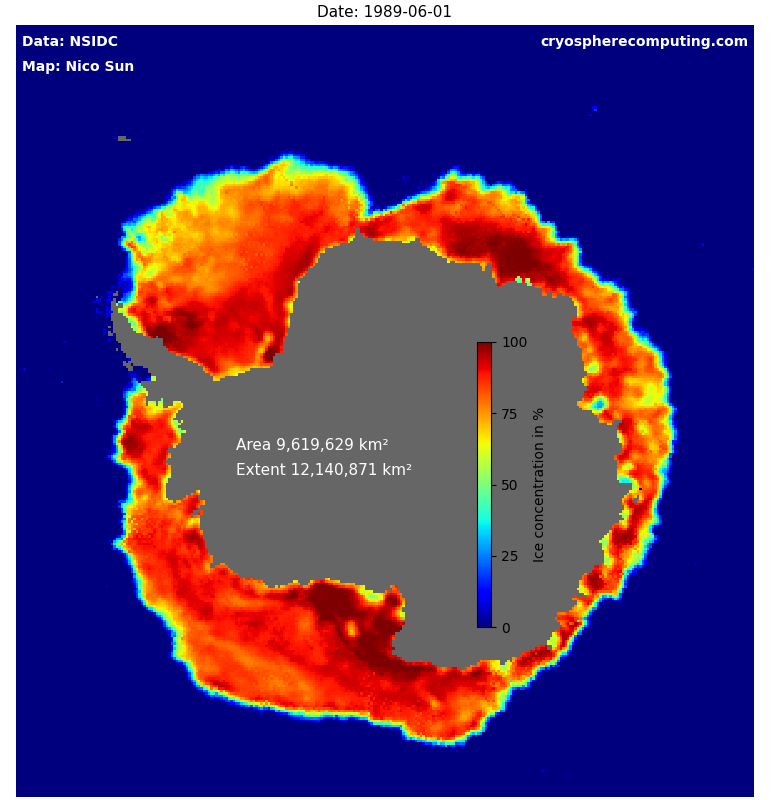 Date: 1989-06-01
Data: NSIDC
cryospherecomputing.com
Map: Nico Sun
100
75
50
25
0
Ice concentration in %
Area 9,619,629 km²
Extent 12,140,871 km²